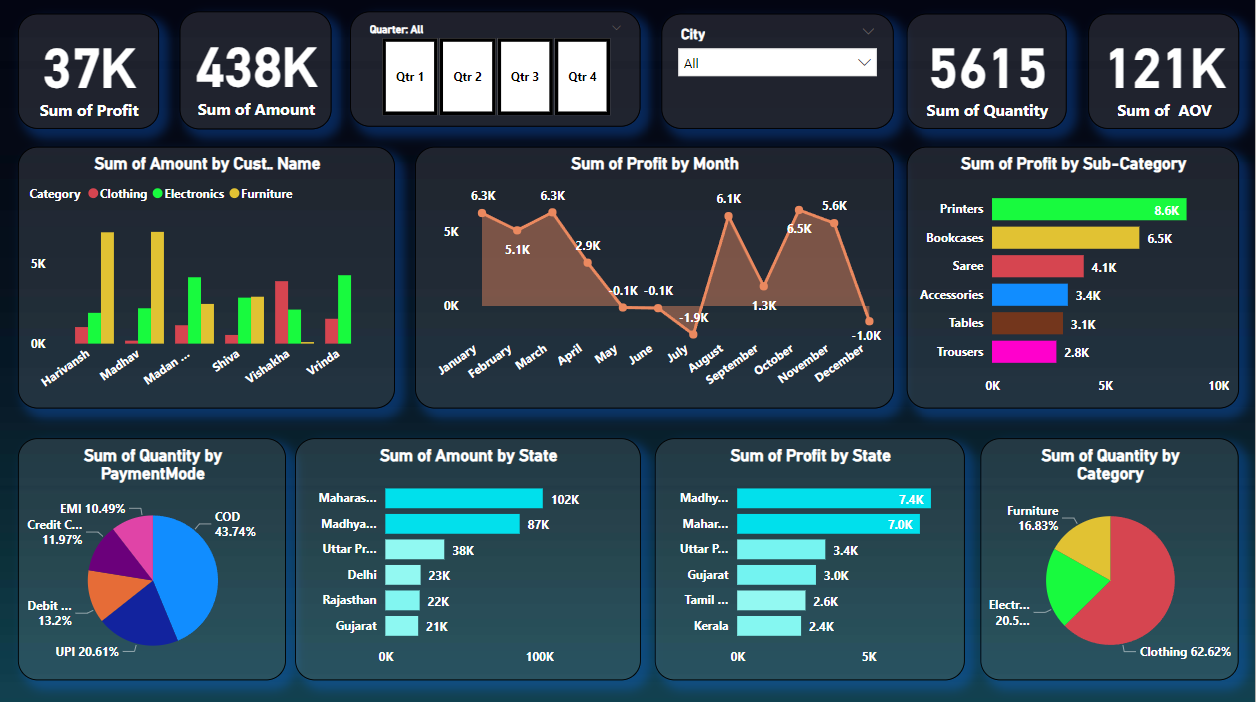 37K
Sum of Profit
438K
Sum of Amount
Quarter: All
Qtr 1
Qtr 2
Qtr 3
Qtr 4
City
All
5615
Sum of Quantity
121K
Sum of AOV
Sum of Amount by Cust.. Name
Category Clothing Electronics Furniture
5K
0K
Harivansh
Madhav
Madan ...
Shiva
Vishakha
Vrinda
Sum of Profit by Month
5K
0K
6.3K
5.1K
6.3K
2.9K
-0.1K
-0.1K
-1.9K
6.1K
1.3K
6.5K
5.6K
-1.0K
January
February
March
April
May
June
July
August
September
October
November
December
Sum of Profit by Sub-Category
Printers 8.6K
Bookcases 6.5K
Saree 4.1K
Accessories 3.4K
Tables 3.1K
Trousers 2.8K
0K 5K 10K
Sum of Quantity by
PaymentMode
EMI 10.49%
Credit C...
11.97%
Debit ...
13.2%
UPI 20.61%
COD
43.74%
Sum of Amount by State
Maharas... 102K
Madhya... 87K
Uttar Pr... 38K
Delhi 23K
Rajasthan 22K
Gujarat 21K
0K 100K
Sum of Profit by State
Madhy... 7.4K
Mahar... 7.0K
Uttar P... 3.4K
Gujarat 3.0K
Tamil ... 2.6K
Kerala 2.4K
0K 5K
Sum of Quantity by
Category
Furniture
16.83%
Electr...
20.5...
Clothing 62.62%